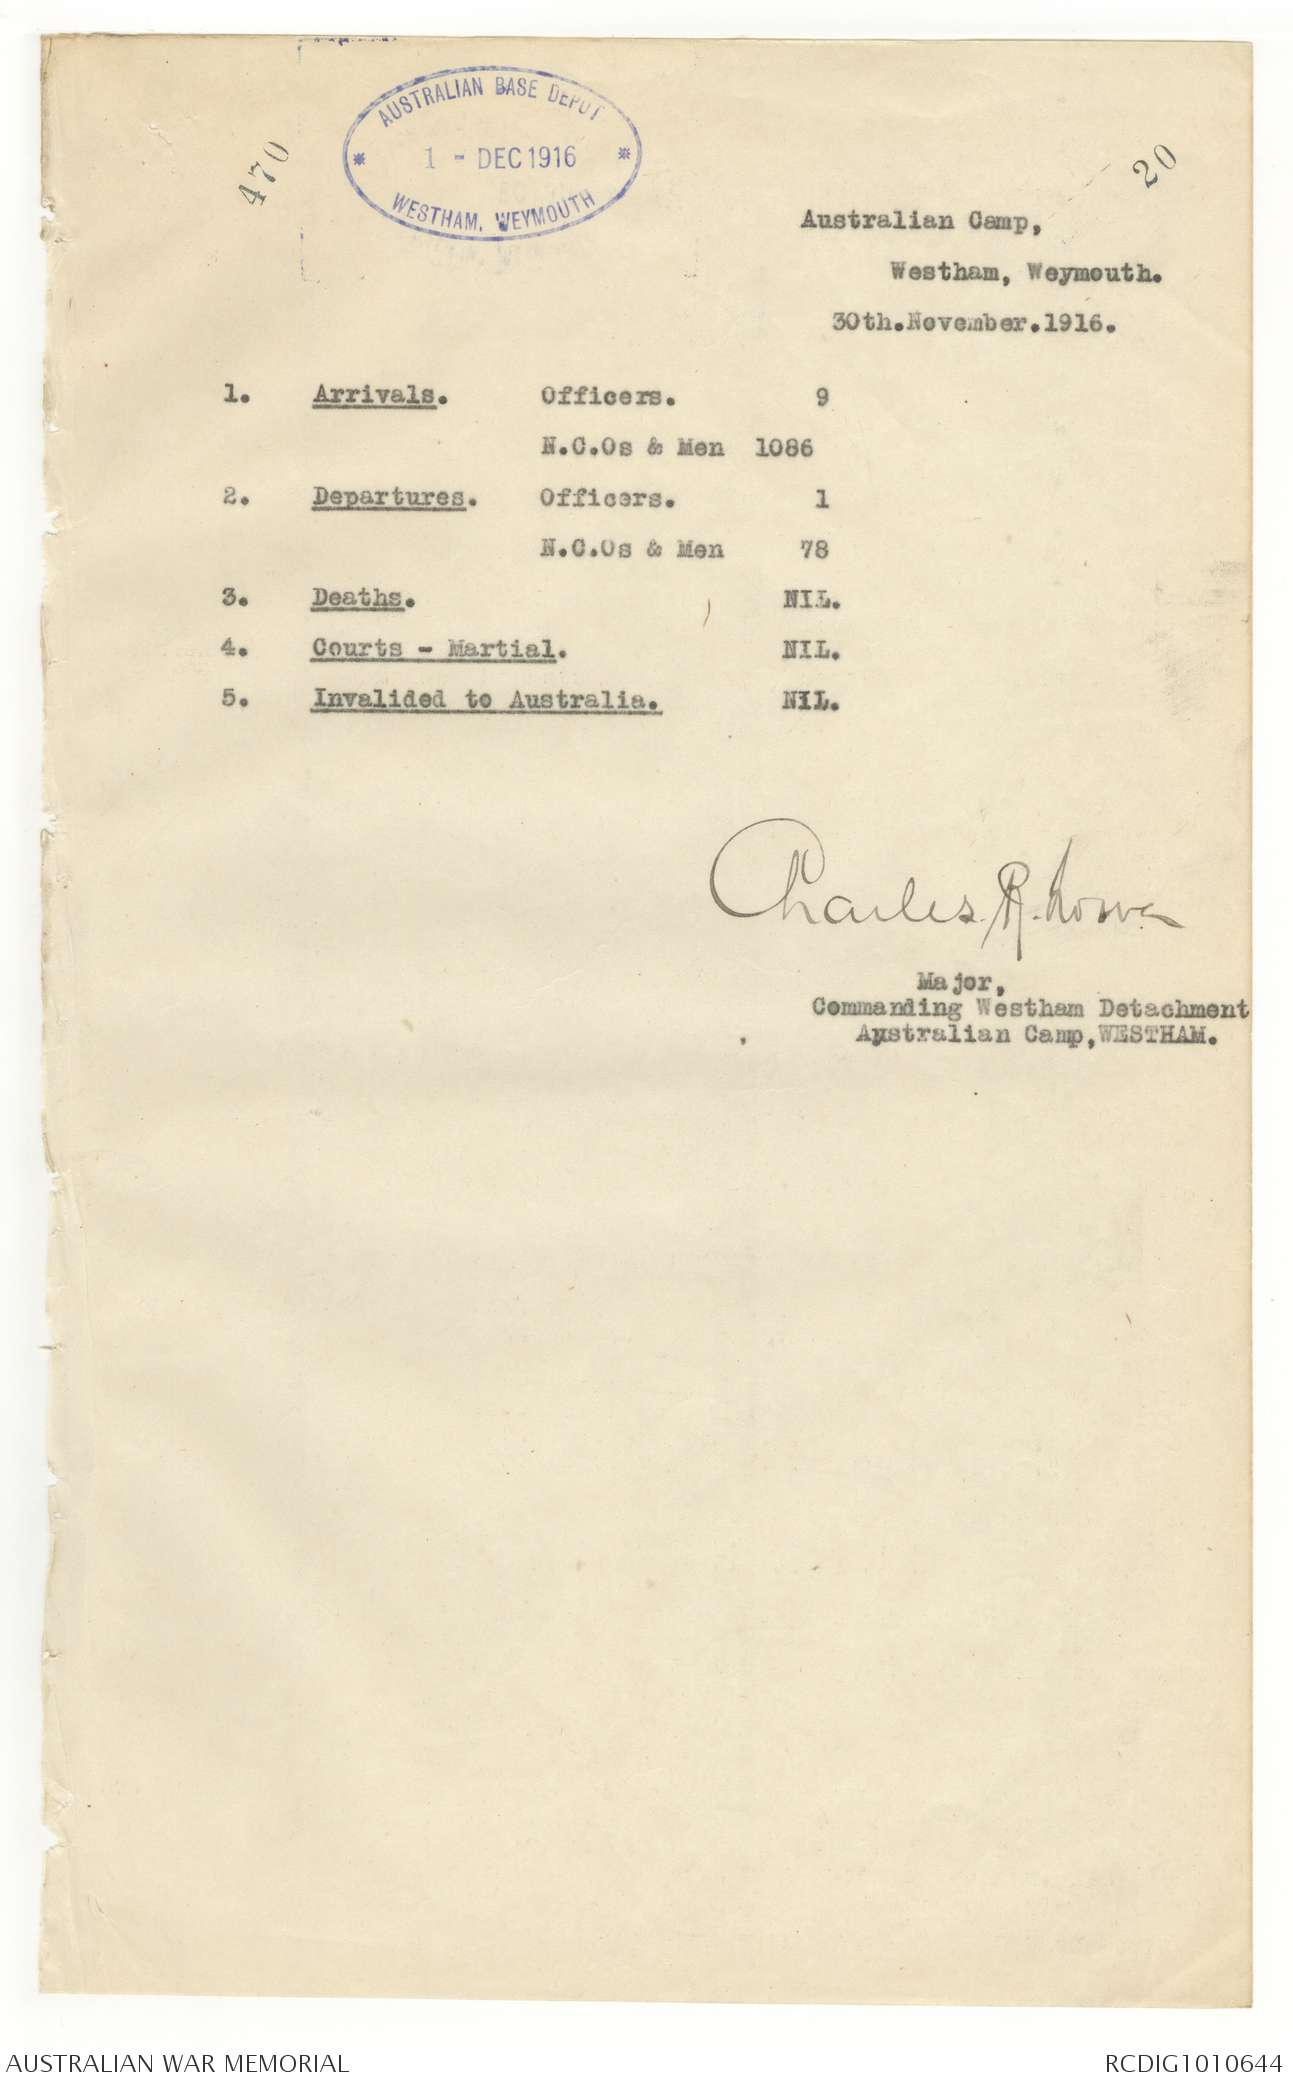 AUSTRALIAN BASE DEPOT
1 - DEC 1916
WESTHAM, WEYMOUTH
470
20
Australian Camp,
Westham, Weymouth.
30th.November.1916.
1. Arrivals. Officers. 9
N.C.Os & Men 1086
2. Departures. Officers. 1
N.C.Os & Men 78
3. Deaths. NIL.
4. Courts - Martial. NIL.
5. Invalided to Australia. NIL.
Charles R.
Major,
Commanding Westham Detachment
Australian Camp,WESTHAM.
AUSTRALIAN WAR MEMORIAL
RCDIG1010644